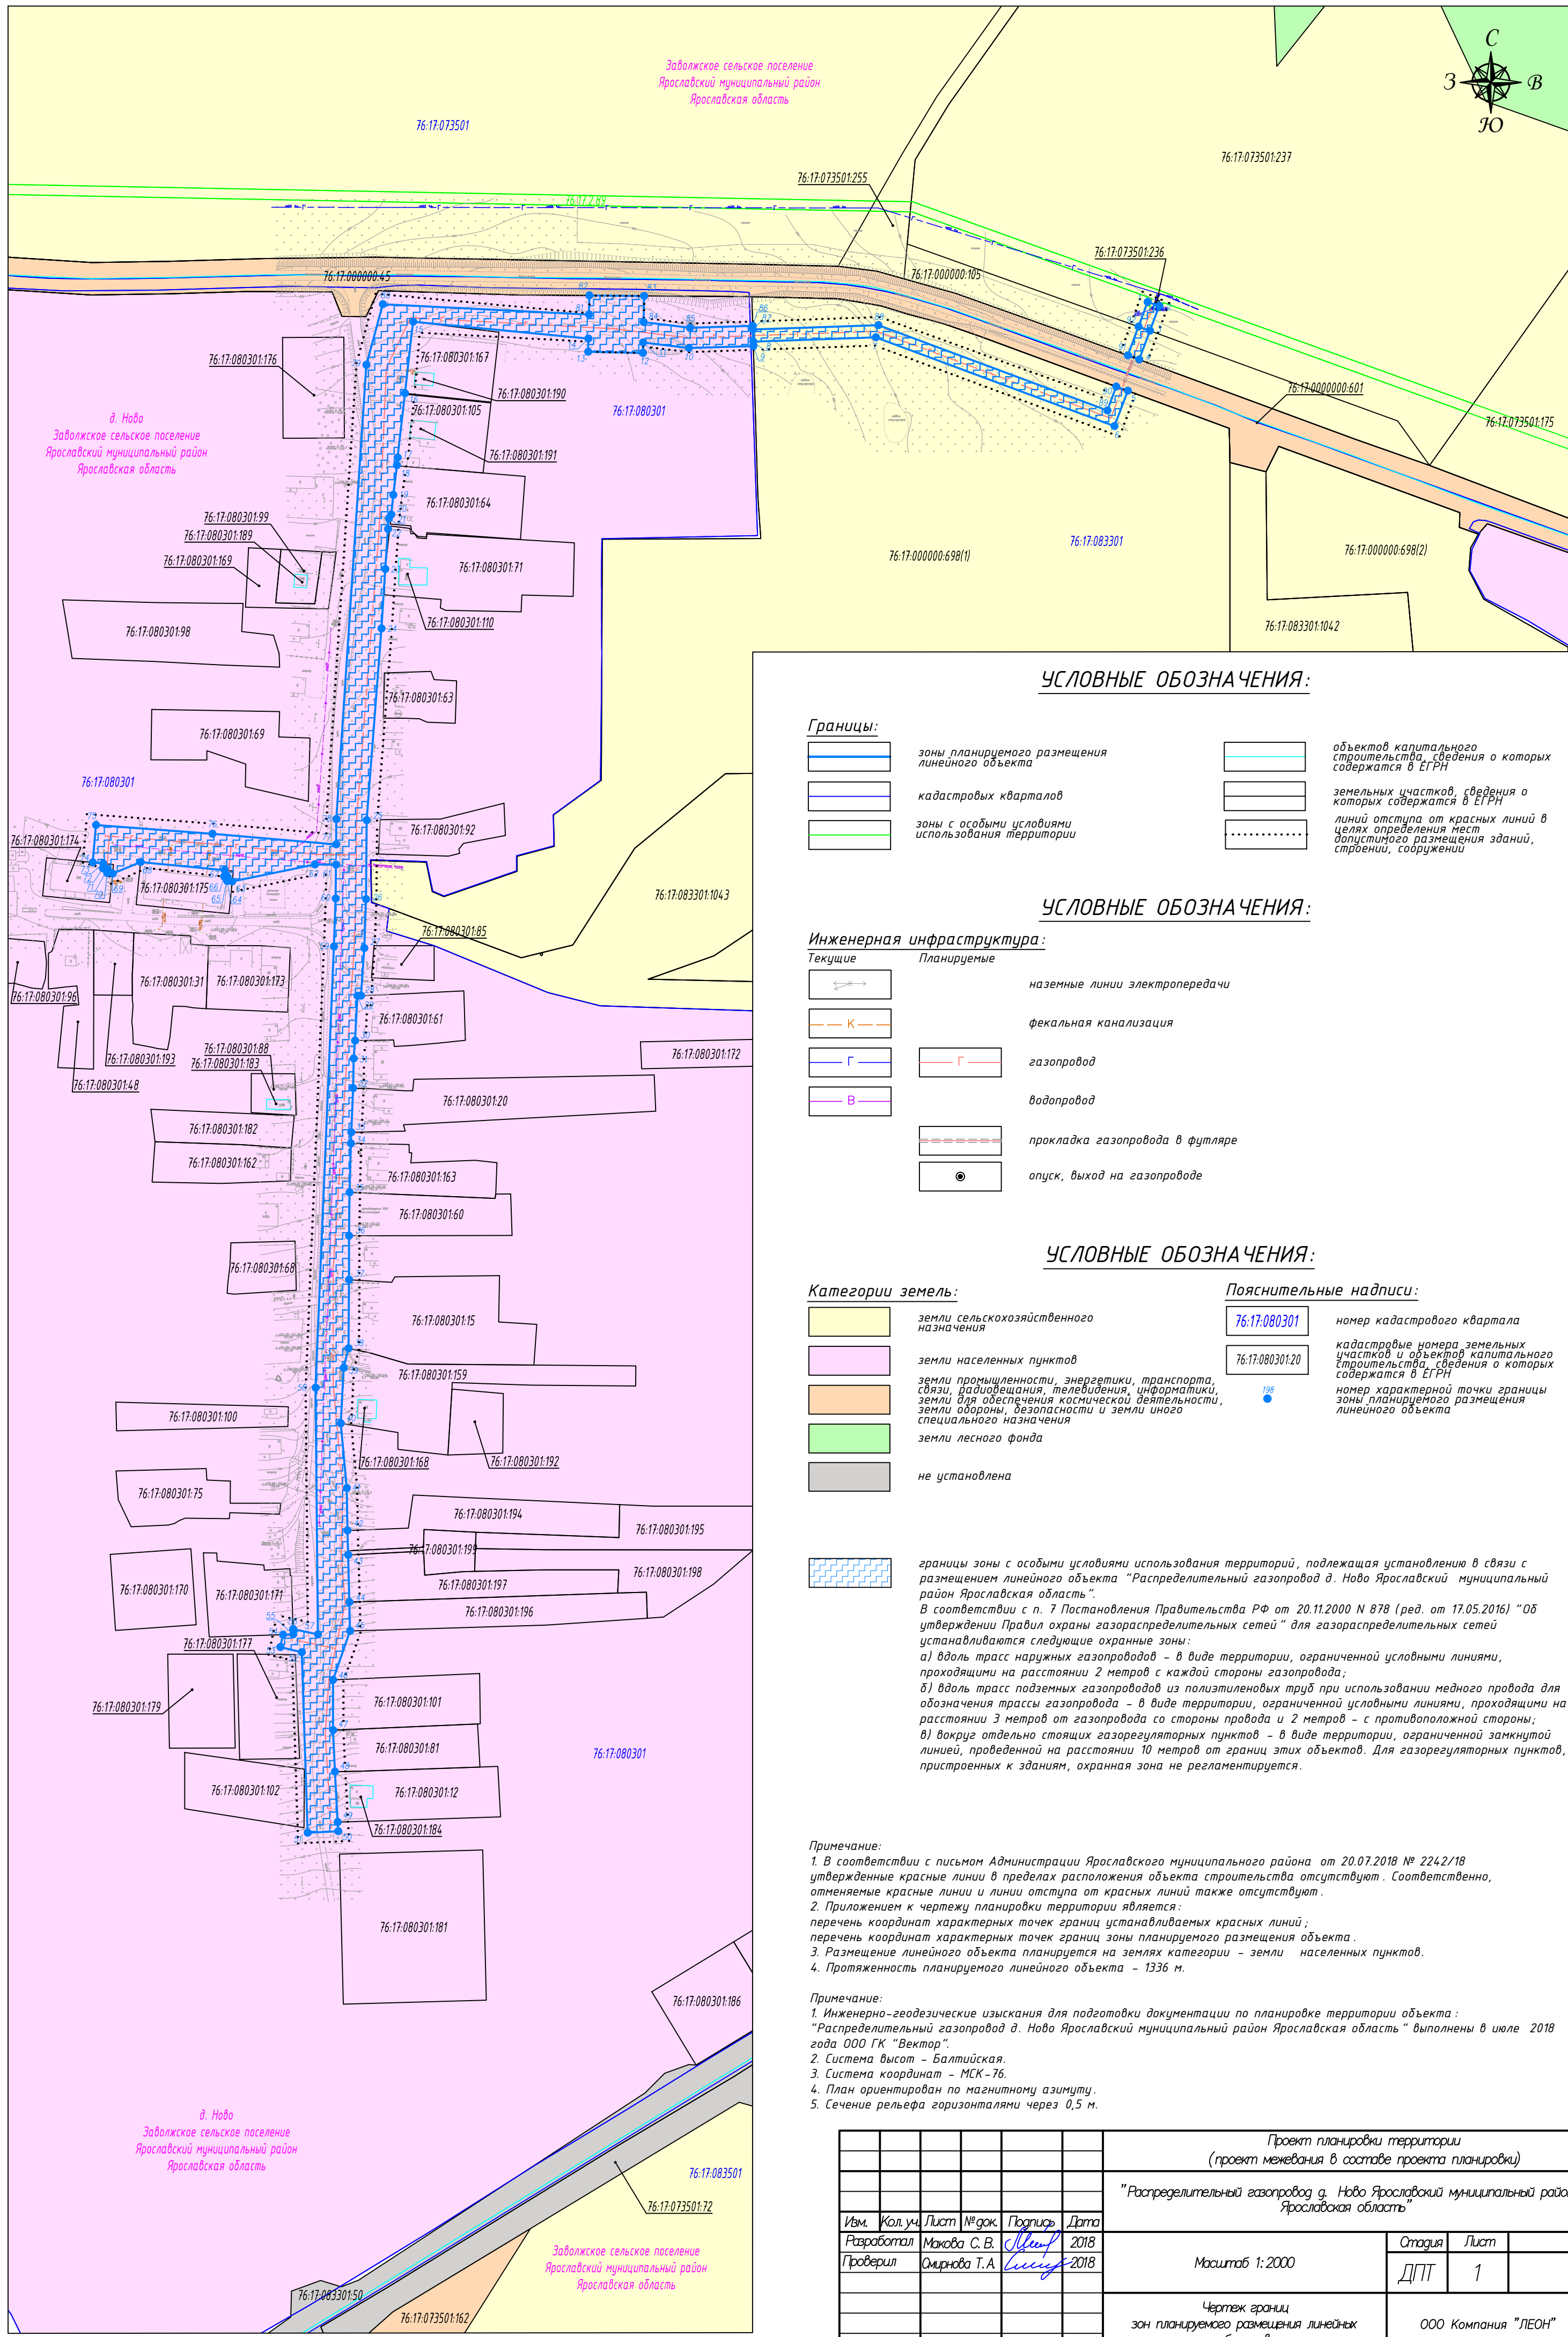 Заволжское сельское поселение
Ярославский муниципальный район
Ярославская область
76:17:073501
С
З
В
Ю
76:17:073501:237
76:17:073501:255
76:17:2.89
76:17:073501:236
76:17:000000:105
76:17:000000:45
76:17:080301:176
76:17:080301:167
76:17:080301:190
76:17:080301:105
76:17:080301
76:17:0000000:601
76:17:073501:175
д. Ново
Заволжское сельское поселение
Ярославский муниципальный район
Ярославская область
76:17:080301:191
76:17:080301:64
76:17:080301:99
76:17:080301:189
76:17:080301:169
76:17:083301
76:17:000000:698(1)
76:17:000000:698(2)
76:17:080301:71
76:17:080301:110
76:17:080301:98
76:17:083301:1042
76:17:080301:63
76:17:080301:69
76:17:080301
76:17:080301:92
76:17:080301:174
76:17:080301:175
76:17:083301:1043
76:17:080301:85
76:17:080301:31
76:17:080301:173
76:17:080301:96
76:17:080301:61
76:17:080301:88
76:17:080301:193
76:17:080301:183
76:17:080301:172
76:17:080301:48
76:17:080301:20
76:17:080301:182
76:17:080301:162
76:17:080301:163
76:17:080301:60
76:17:080301:68
76:17:080301:15
76:17:080301:159
76:17:080301:100
76:17:080301:168
76:17:080301:192
76:17:080301:75
76:17:080301:194
76:17:080301:195
76:17:080301:199
76:17:080301:198
76:17:080301:197
76:17:080301:170
76:17:080301:171
76:17:080301:196
76:17:080301:177
76:17:080301:179
76:17:080301:101
76:17:080301:81
76:17:080301
76:17:080301:102
76:17:080301:12
76:17:080301:184
76:17:080301:181
76:17:080301:186
д. Ново
Заволжское сельское поселение
Ярославский муниципальный район
Ярославская область
76:17:083501
76:17:073501:72
Заволжское сельское поселение
Ярославский муниципальный район
Ярославская область
76:17:083301:50
76:17:073501:162
УСЛОВНЫЕ ОБОЗНАЧЕНИЯ:
Границы:
зоны планируемого размещения
линейного объекта
кадастровых кварталов
зоны с особыми условиями
использования территории
объектов капитального
строительства, сведения о которых
содержатся в ЕГРН
земельных участков, сведения о
которых содержатся в ЕГРН
линий отступа от красных линий в
целях определения мест
допустимого размещения зданий,
строений, сооружений
УСЛОВНЫЕ ОБОЗНАЧЕНИЯ:
Инженерная инфраструктура:
Текущие Планируемые
наземные линии электропередачи
К
фекальная канализация
Г Г
газопровод
В
водопровод
прокладка газопровода в футляре
опуск, выход на газопроводе
УСЛОВНЫЕ ОБОЗНАЧЕНИЯ:
Категории земель:
земли сельскохозяйственного
назначения
земли населенных пунктов
земли промышленности, энергетики, транспорта,
связи, радиовещания, телевидения, информатики,
земли для обеспечения космической деятельности,
земли обороны, безопасности и земли иного
специального назначения
земли лесного фонда
не установлена
Пояснительные надписи:
76:17:080301
номер кадастрового квартала
76:17:080301:20
кадастровые номера земельных
участков и объектов капитального
строительства, сведения о которых
содержатся в ЕГРН
198
номер характерной точки границы
зоны планируемого размещения
линейного объекта
границы зоны с особыми условиями использования территорий, подлежащая установлению в связи с
размещением линейного объекта "Распределительный газопровод д. Ново Ярославский муниципальный
район Ярославская область".
В соответствии с п. 7 Постановления Правительства РФ от 20.11.2000 N 878 (ред. от 17.05.2016) "Об
утверждении Правил охраны газораспределительных сетей" для газораспределительных сетей
устанавливаются следующие охранные зоны:
а) вдоль трасс наружных газопроводов - в виде территории, ограниченной условными линиями,
проходящими на расстоянии 2 метров с каждой стороны газопровода;
б) вдоль трасс подземных газопроводов из полиэтиленовых труб при использовании медного провода для
обозначения трассы газопровода - в виде территории, ограниченной условными линиями, проходящими на
расстоянии 3 метров от газопровода со стороны провода и 2 метров - с противоположной стороны;
в) вокруг отдельно стоящих газорегуляторных пунктов - в виде территории, ограниченной замкнутой
линией, проведенной на расстоянии 10 метров от границ этих объектов. Для газорегуляторных пунктов,
пристроенных к зданиям, охранная зона не регламентируется.
Примечание:
1. В соответствии с письмом Администрации Ярославского муниципального района от 20.07.2018 № 2242/18
утвержденные красные линии в пределах расположения объекта строительства отсутствуют. Соответственно,
отменяемые красные линии и линии отступа от красных линий также отсутствуют.
2. Приложением к чертежу планировки территории является:
перечень координат характерных точек границ устанавливаемых красных линий;
перечень координат характерных точек границ зоны планируемого размещения объекта.
3. Размещение линейного объекта планируется на землях категории - земли населенных пунктов.
4. Протяженность планируемого линейного объекта - 1336 м.
Примечание:
1. Инженерно-геодезические изыскания для подготовки документации по планировке территории объекта:
"Распределительный газопровод д. Ново Ярославский муниципальный район Ярославская область" выполнены в июле 2018
года ООО ГК "Вектор".
2. Система высот - Балтийская.
3. Система координат - МСК-76.
4. План ориентирован по магнитному азимуту.
5. Сечение рельефа горизонталями через 0,5 м.
Проект планировки территории
(проект межевания в составе проекта планировки)
"Распределительный газопровод д. Ново Ярославский муниципальный райо
Ярославская область"
Изм. Кол. уч. Лист № док. Подпись Дата
Разработал Макова С. В. 2018
Проверил Смирнова Т.А. 2018
Масштаб 1:2000
Стадия Лист
ДПТ 1
Чертеж границ
зон планируемого размещения линейных
ООО Компания "ЛЕОН"